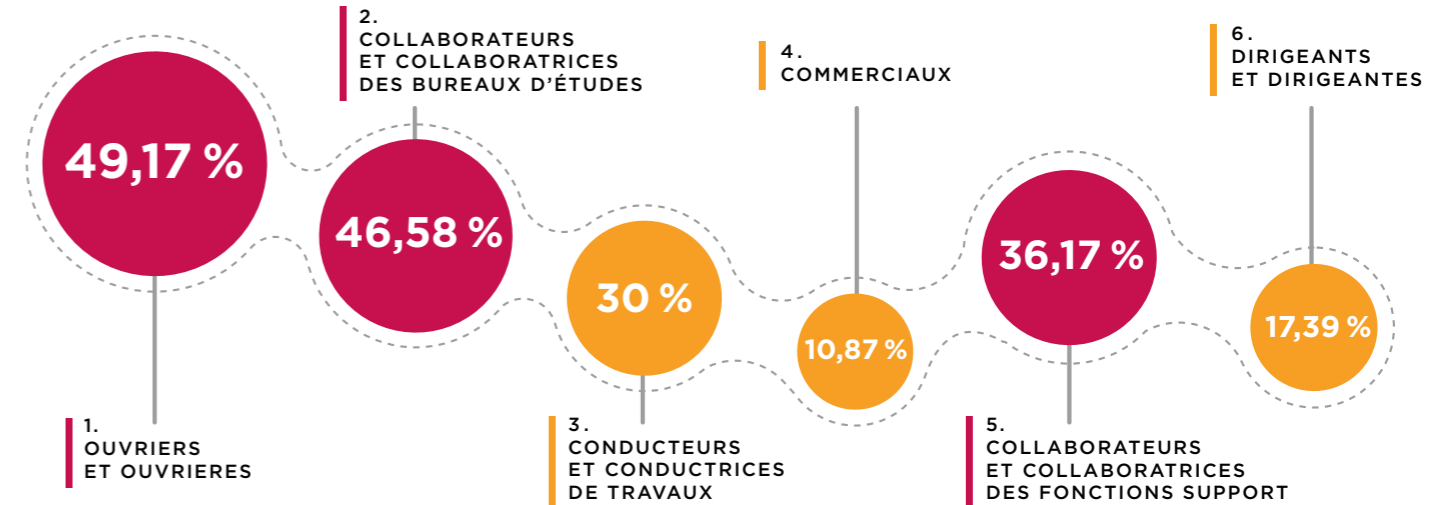 49,17 %
1.
OUVRIERS
ET OUVRIERES
2.
COLLABORATEURS
ET COLLABORATRICES
DES BUREAUX D'ÉTUDES
46,58 %
30 %
3.
CONDUCTEURS
ET CONDUCTRICES
DE TRAVAUX
4.
COMMERCIAUX
10,87 %
36,17 %
5.
COLLABORATEURS
ET COLLABORATRICES
DES FONCTIONS SUPPORT
6.
DIRIGEANTS
ET DIRIGEANTES
17,39 %